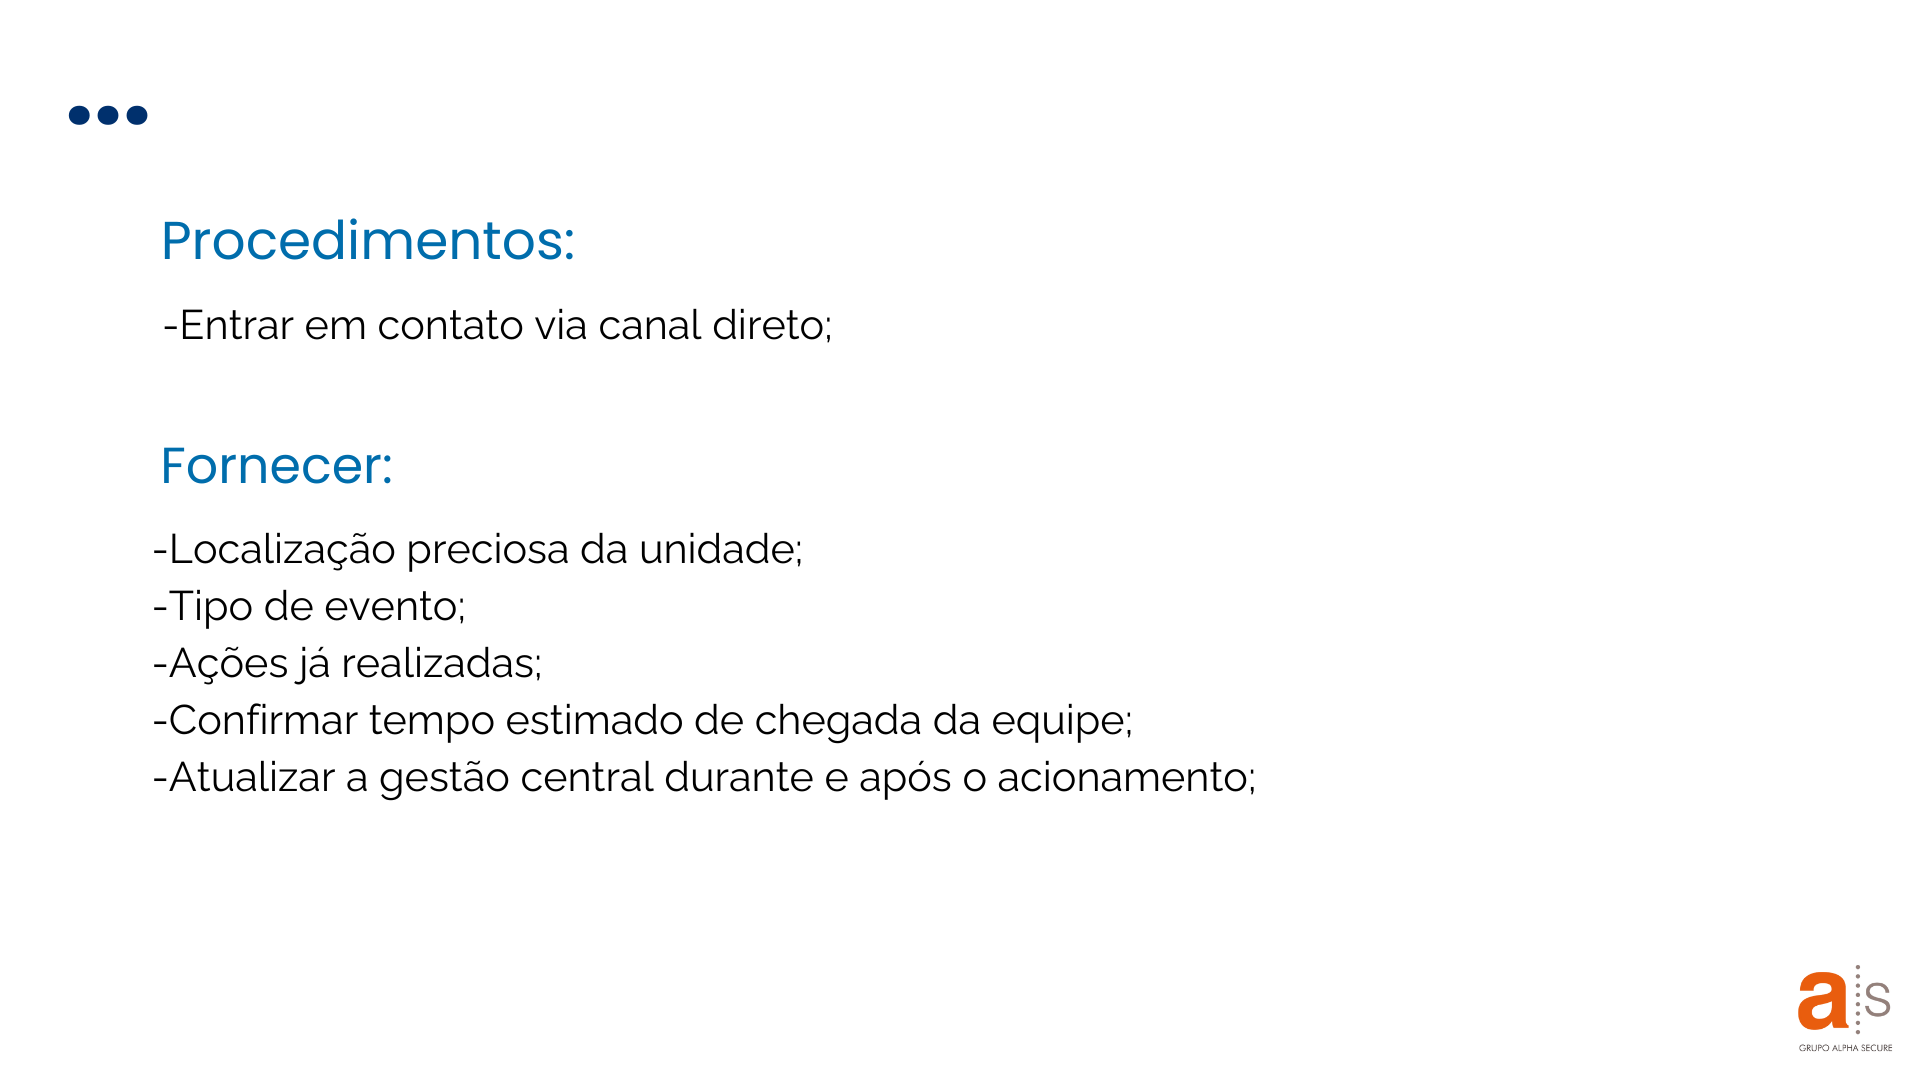 Procedimentos:
-Entrar em contato via canal direto;
Fornecer:
-Localização preciosa da unidade;
-Tipo de evento;
-Ações já realizadas;
-Confirmar tempo estimado de chegada da equipe;
-Atualizar a gestão central durante e após o acionamento;
a s
GRUPO ALPHA SECURE